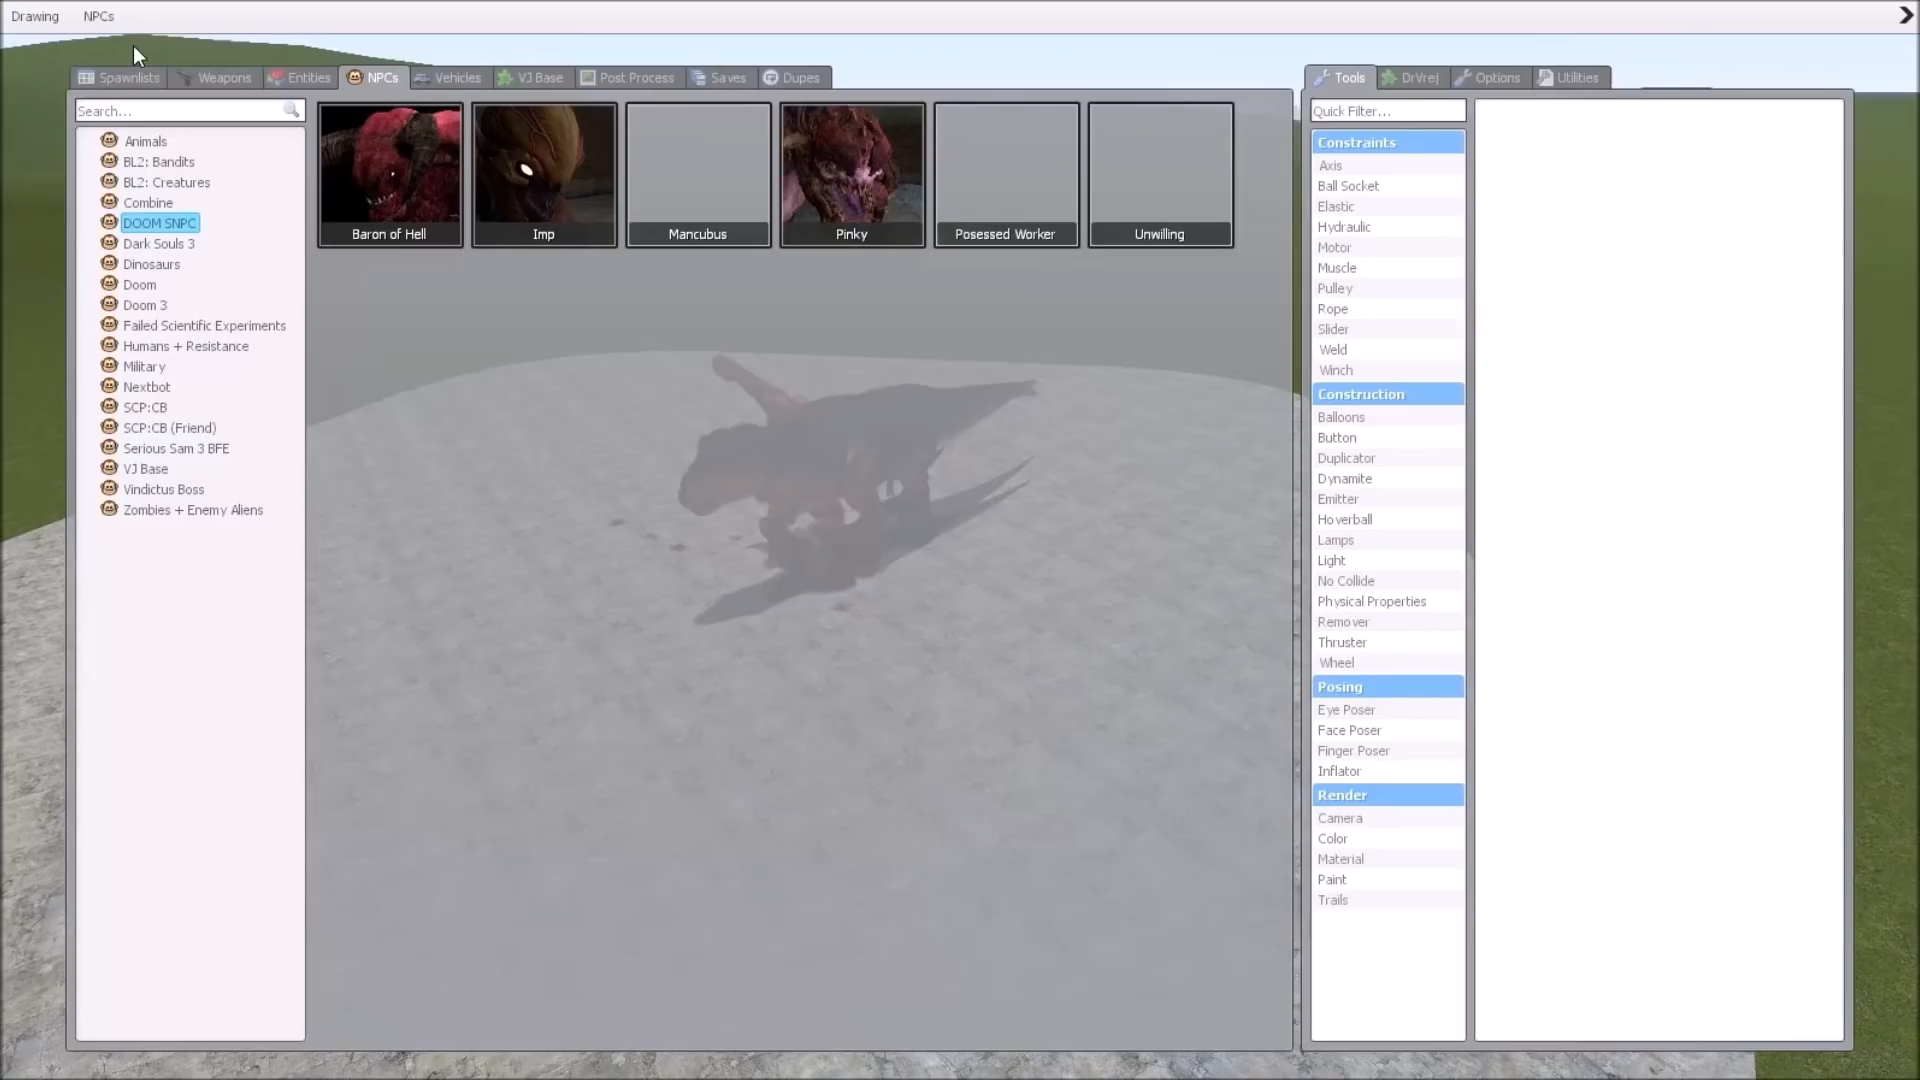 Drawing NPCs
Spawnlists Weapons Entities NPCs Vehicles VJ Base Post Process Saves Dupes
Search...
Animals
BL2: Bandits
BL2: Creatures
Combine
DOOM SNPC
Dark Souls 3
Dinosaurs
Doom
Doom 3
Failed Scientific Experiments
Humans + Resistance
Military
Nextbot
SCP:CB
SCP:CB (Friend)
Serious Sam 3 BFE
VJ Base
Vindictus Boss
Zombies + Enemy Aliens
Baron of Hell Imp Mancubus Pinky Posessed Worker Unwilling
Tools DrVrej Options Utilities
Quick Filter...
Constraints
Axis
Ball Socket
Elastic
Hydraulic
Motor
Muscle
Pulley
Rope
Slider
Weld
Winch
Construction
Balloons
Button
Duplicator
Dynamite
Emitter
Hoverball
Lamps
Light
No Collide
Physical Properties
Remover
Thruster
Wheel
Posing
Eye Poser
Face Poser
Finger Poser
Inflator
Render
Camera
Color
Material
Paint
Trails